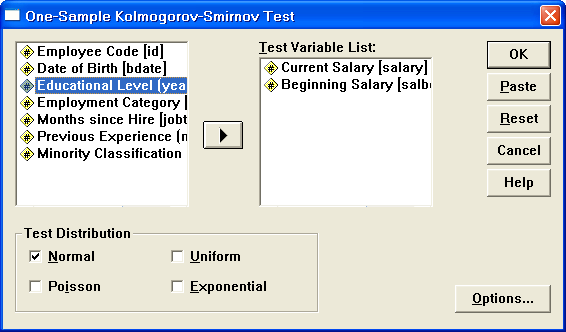 One-Sample Kolmogorov-Smirnov Test
Employee Code [id]
Date of Birth [bdate]
Educational Level (yea
Employment Category [
Months since Hire [jobt
Previous Experience (n
Minority Classification
Test Variable List:
Current Salary [salary]
Beginning Salary [salbe
OK
Paste
Reset
Cancel
Help
Test Distribution
Normal
Uniform
Poisson
Exponential
Options...